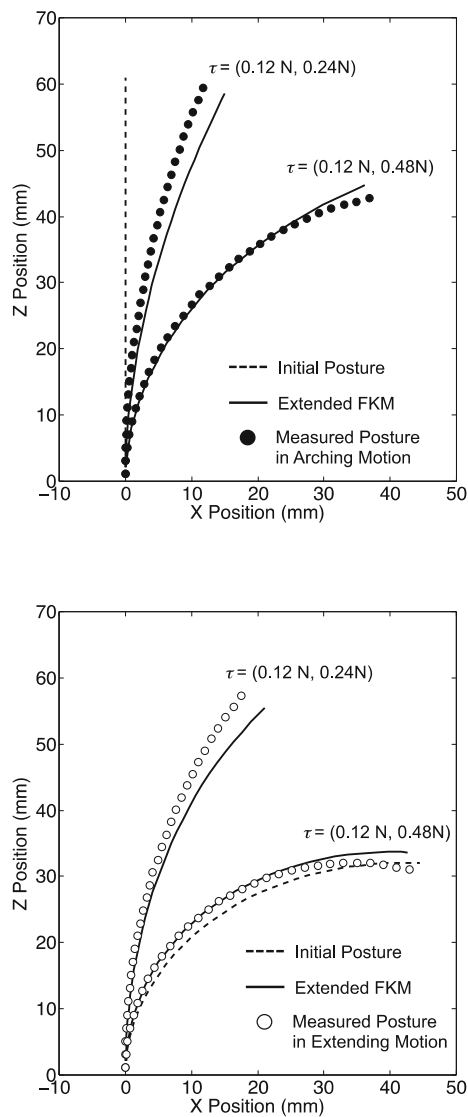 70
60
50
40
30
20
10
0
Z Position (mm)
τ = (0.12 N, 0.24N)
τ = (0.12 N, 0.48N)
Initial Posture
Extended FKM
Measured Posture
in Arching Motion
−10 0 10 20 30 40 50
X Position (mm)
70
60
50
40
30
20
10
0
Z Position (mm)
τ = (0.12 N, 0.24N)
τ = (0.12 N, 0.48N)
Initial Posture
Extended FKM
Measured Posture
in Extending Motion
−10 0 10 20 30 40 50
X Position (mm)